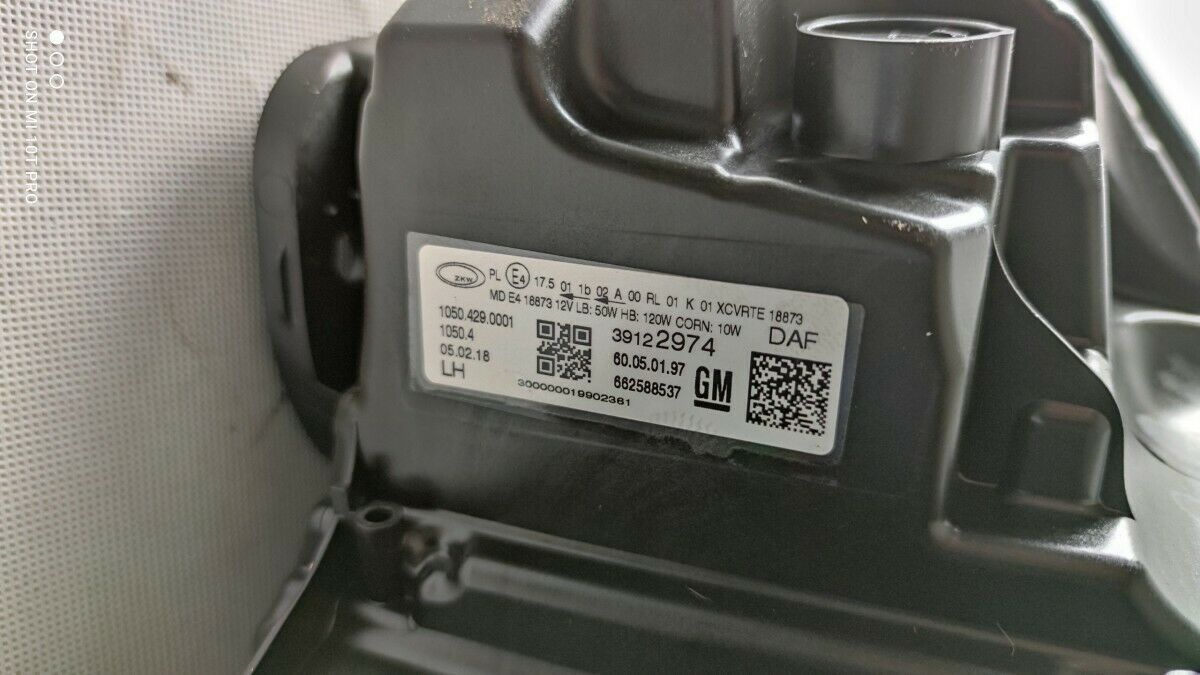 SHOT ON MI 10T PRO
ZKW PL E4 17.5 01 1b 02 A 00 RL 01 K 01 XCVRTE 18873
MD E4 18873 12V LB: 50W HB: 120W CORN: 10W
1050.429.0001
1050.4
05.02.18
LH
39122974
60.05.01.97
662588537
300000019902361
GM
DAF